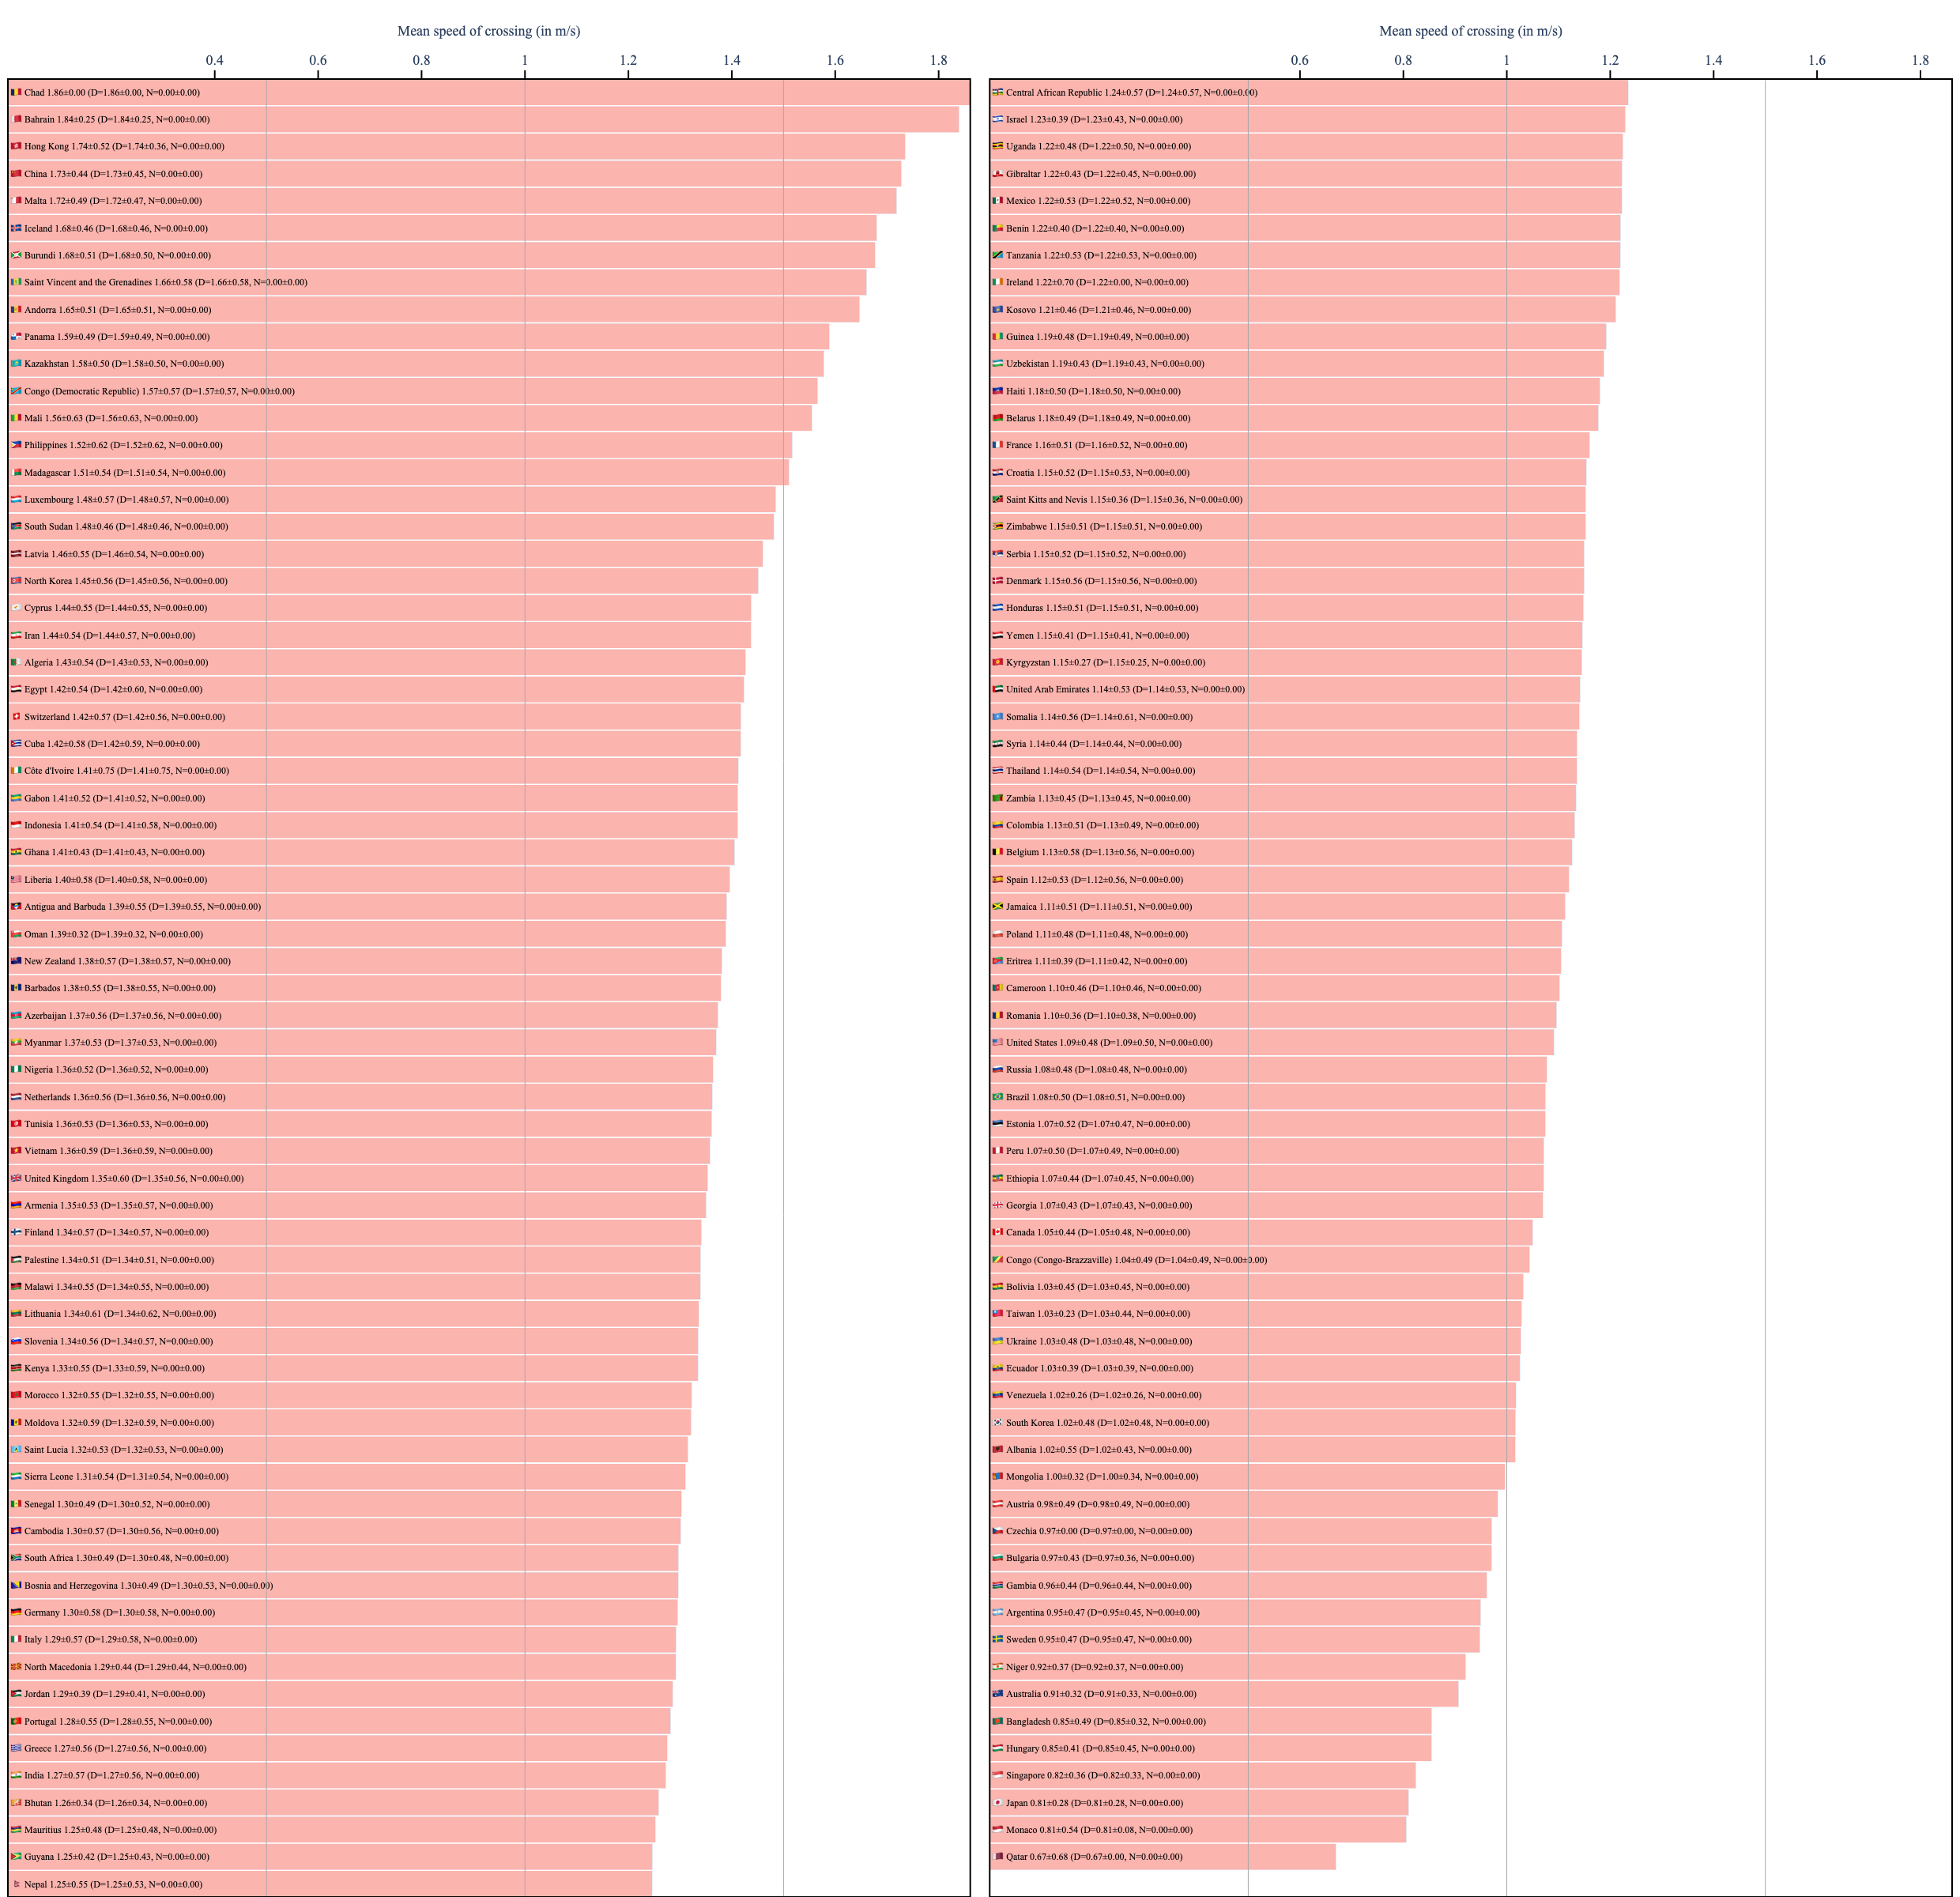 Mean speed of crossing (in m/s)
0.4 0.6 0.8 1 1.2 1.4 1.6 1.8
Chad 1.86±0.00 (D=1.86±0.00, N=0.00±0.00)
Bahrain 1.84±0.25 (D=1.84±0.25, N=0.00±0.00)
Hong Kong 1.74±0.52 (D=1.74±0.36, N=0.00±0.00)
China 1.73±0.44 (D=1.73±0.45, N=0.00±0.00)
Malta 1.72±0.49 (D=1.72±0.47, N=0.00±0.00)
Iceland 1.68±0.46 (D=1.68±0.46, N=0.00±0.00)
Burundi 1.68±0.51 (D=1.68±0.50, N=0.00±0.00)
Saint Vincent and the Grenadines 1.66±0.58 (D=1.66±0.58, N=0.00±0.00)
Andorra 1.65±0.51 (D=1.65±0.51, N=0.00±0.00)
Panama 1.59±0.49 (D=1.59±0.49, N=0.00±0.00)
Kazakhstan 1.58±0.50 (D=1.58±0.50, N=0.00±0.00)
Congo (Democratic Republic) 1.57±0.57 (D=1.57±0.57, N=0.00±0.00)
Mali 1.56±0.63 (D=1.56±0.63, N=0.00±0.00)
Philippines 1.52±0.62 (D=1.52±0.62, N=0.00±0.00)
Madagascar 1.51±0.54 (D=1.51±0.54, N=0.00±0.00)
Luxembourg 1.48±0.57 (D=1.48±0.57, N=0.00±0.00)
South Sudan 1.48±0.46 (D=1.48±0.46, N=0.00±0.00)
Latvia 1.46±0.55 (D=1.46±0.54, N=0.00±0.00)
North Korea 1.45±0.56 (D=1.45±0.56, N=0.00±0.00)
Cyprus 1.44±0.55 (D=1.44±0.55, N=0.00±0.00)
Iran 1.44±0.54 (D=1.44±0.57, N=0.00±0.00)
Algeria 1.43±0.54 (D=1.43±0.53, N=0.00±0.00)
Egypt 1.42±0.54 (D=1.42±0.60, N=0.00±0.00)
Switzerland 1.42±0.57 (D=1.42±0.56, N=0.00±0.00)
Cuba 1.42±0.58 (D=1.42±0.59, N=0.00±0.00)
Côte d'Ivoire 1.41±0.75 (D=1.41±0.75, N=0.00±0.00)
Gabon 1.41±0.52 (D=1.41±0.52, N=0.00±0.00)
Indonesia 1.41±0.54 (D=1.41±0.58, N=0.00±0.00)
Ghana 1.41±0.43 (D=1.41±0.43, N=0.00±0.00)
Liberia 1.40±0.58 (D=1.40±0.58, N=0.00±0.00)
Antigua and Barbuda 1.39±0.55 (D=1.39±0.55, N=0.00±0.00)
Oman 1.39±0.32 (D=1.39±0.32, N=0.00±0.00)
New Zealand 1.38±0.57 (D=1.38±0.57, N=0.00±0.00)
Barbados 1.38±0.55 (D=1.38±0.55, N=0.00±0.00)
Azerbaijan 1.37±0.56 (D=1.37±0.56, N=0.00±0.00)
Myanmar 1.37±0.53 (D=1.37±0.53, N=0.00±0.00)
Nigeria 1.36±0.52 (D=1.36±0.52, N=0.00±0.00)
Netherlands 1.36±0.56 (D=1.36±0.56, N=0.00±0.00)
Tunisia 1.36±0.53 (D=1.36±0.53, N=0.00±0.00)
Vietnam 1.36±0.59 (D=1.36±0.59, N=0.00±0.00)
United Kingdom 1.35±0.60 (D=1.35±0.56, N=0.00±0.00)
Armenia 1.35±0.53 (D=1.35±0.57, N=0.00±0.00)
Finland 1.34±0.57 (D=1.34±0.57, N=0.00±0.00)
Palestine 1.34±0.51 (D=1.34±0.51, N=0.00±0.00)
Malawi 1.34±0.55 (D=1.34±0.55, N=0.00±0.00)
Lithuania 1.34±0.61 (D=1.34±0.62, N=0.00±0.00)
Slovenia 1.34±0.56 (D=1.34±0.57, N=0.00±0.00)
Kenya 1.33±0.55 (D=1.33±0.59, N=0.00±0.00)
Morocco 1.32±0.55 (D=1.32±0.55, N=0.00±0.00)
Moldova 1.32±0.59 (D=1.32±0.59, N=0.00±0.00)
Saint Lucia 1.32±0.53 (D=1.32±0.53, N=0.00±0.00)
Sierra Leone 1.31±0.54 (D=1.31±0.54, N=0.00±0.00)
Senegal 1.30±0.49 (D=1.30±0.52, N=0.00±0.00)
Cambodia 1.30±0.57 (D=1.30±0.56, N=0.00±0.00)
South Africa 1.30±0.49 (D=1.30±0.48, N=0.00±0.00)
Bosnia and Herzegovina 1.30±0.49 (D=1.30±0.53, N=0.00±0.00)
Germany 1.30±0.58 (D=1.30±0.58, N=0.00±0.00)
Italy 1.29±0.57 (D=1.29±0.58, N=0.00±0.00)
North Macedonia 1.29±0.44 (D=1.29±0.44, N=0.00±0.00)
Jordan 1.29±0.39 (D=1.29±0.41, N=0.00±0.00)
Portugal 1.28±0.55 (D=1.28±0.55, N=0.00±0.00)
Greece 1.27±0.56 (D=1.27±0.56, N=0.00±0.00)
India 1.27±0.57 (D=1.27±0.56, N=0.00±0.00)
Bhutan 1.26±0.34 (D=1.26±0.34, N=0.00±0.00)
Mauritius 1.25±0.48 (D=1.25±0.48, N=0.00±0.00)
Guyana 1.25±0.42 (D=1.25±0.43, N=0.00±0.00)
Nepal 1.25±0.55 (D=1.25±0.53, N=0.00±0.00)
Mean speed of crossing (in m/s)
0.6 0.8 1 1.2 1.4 1.6 1.8
Central African Republic 1.24±0.57 (D=1.24±0.57, N=0.00±0.00)
Israel 1.23±0.39 (D=1.23±0.43, N=0.00±0.00)
Uganda 1.22±0.48 (D=1.22±0.50, N=0.00±0.00)
Gibraltar 1.22±0.43 (D=1.22±0.45, N=0.00±0.00)
Mexico 1.22±0.53 (D=1.22±0.52, N=0.00±0.00)
Benin 1.22±0.40 (D=1.22±0.40, N=0.00±0.00)
Tanzania 1.22±0.53 (D=1.22±0.53, N=0.00±0.00)
Ireland 1.22±0.70 (D=1.22±0.00, N=0.00±0.00)
Kosovo 1.21±0.46 (D=1.21±0.46, N=0.00±0.00)
Guinea 1.19±0.48 (D=1.19±0.49, N=0.00±0.00)
Uzbekistan 1.19±0.43 (D=1.19±0.43, N=0.00±0.00)
Haiti 1.18±0.50 (D=1.18±0.50, N=0.00±0.00)
Belarus 1.18±0.49 (D=1.18±0.49, N=0.00±0.00)
France 1.16±0.51 (D=1.16±0.52, N=0.00±0.00)
Croatia 1.15±0.52 (D=1.15±0.53, N=0.00±0.00)
Saint Kitts and Nevis 1.15±0.36 (D=1.15±0.36, N=0.00±0.00)
Zimbabwe 1.15±0.51 (D=1.15±0.51, N=0.00±0.00)
Serbia 1.15±0.52 (D=1.15±0.52, N=0.00±0.00)
Denmark 1.15±0.56 (D=1.15±0.56, N=0.00±0.00)
Honduras 1.15±0.51 (D=1.15±0.51, N=0.00±0.00)
Yemen 1.15±0.41 (D=1.15±0.41, N=0.00±0.00)
Kyrgyzstan 1.15±0.27 (D=1.15±0.25, N=0.00±0.00)
United Arab Emirates 1.14±0.53 (D=1.14±0.53, N=0.00±0.00)
Somalia 1.14±0.56 (D=1.14±0.61, N=0.00±0.00)
Syria 1.14±0.44 (D=1.14±0.44, N=0.00±0.00)
Thailand 1.14±0.54 (D=1.14±0.54, N=0.00±0.00)
Zambia 1.13±0.45 (D=1.13±0.45, N=0.00±0.00)
Colombia 1.13±0.51 (D=1.13±0.49, N=0.00±0.00)
Belgium 1.13±0.58 (D=1.13±0.56, N=0.00±0.00)
Spain 1.12±0.53 (D=1.12±0.56, N=0.00±0.00)
Jamaica 1.11±0.51 (D=1.11±0.51, N=0.00±0.00)
Poland 1.11±0.48 (D=1.11±0.48, N=0.00±0.00)
Eritrea 1.11±0.39 (D=1.11±0.42, N=0.00±0.00)
Cameroon 1.10±0.46 (D=1.10±0.46, N=0.00±0.00)
Romania 1.10±0.36 (D=1.10±0.38, N=0.00±0.00)
United States 1.09±0.48 (D=1.09±0.50, N=0.00±0.00)
Russia 1.08±0.48 (D=1.08±0.48, N=0.00±0.00)
Brazil 1.08±0.50 (D=1.08±0.51, N=0.00±0.00)
Estonia 1.07±0.52 (D=1.07±0.47, N=0.00±0.00)
Peru 1.07±0.50 (D=1.07±0.49, N=0.00±0.00)
Ethiopia 1.07±0.44 (D=1.07±0.45, N=0.00±0.00)
Georgia 1.07±0.43 (D=1.07±0.43, N=0.00±0.00)
Canada 1.05±0.44 (D=1.05±0.48, N=0.00±0.00)
Congo (Congo-Brazzaville) 1.04±0.49 (D=1.04±0.49, N=0.00±0.00)
Bolivia 1.03±0.45 (D=1.03±0.45, N=0.00±0.00)
Taiwan 1.03±0.23 (D=1.03±0.44, N=0.00±0.00)
Ukraine 1.03±0.48 (D=1.03±0.48, N=0.00±0.00)
Ecuador 1.03±0.39 (D=1.03±0.39, N=0.00±0.00)
Venezuela 1.02±0.26 (D=1.02±0.26, N=0.00±0.00)
South Korea 1.02±0.48 (D=1.02±0.48, N=0.00±0.00)
Albania 1.02±0.55 (D=1.02±0.43, N=0.00±0.00)
Mongolia 1.00±0.32 (D=1.00±0.34, N=0.00±0.00)
Austria 0.98±0.49 (D=0.98±0.49, N=0.00±0.00)
Czechia 0.97±0.00 (D=0.97±0.00, N=0.00±0.00)
Bulgaria 0.97±0.43 (D=0.97±0.36, N=0.00±0.00)
Gambia 0.96±0.44 (D=0.96±0.44, N=0.00±0.00)
Argentina 0.95±0.47 (D=0.95±0.45, N=0.00±0.00)
Sweden 0.95±0.47 (D=0.95±0.47, N=0.00±0.00)
Niger 0.92±0.37 (D=0.92±0.37, N=0.00±0.00)
Australia 0.91±0.32 (D=0.91±0.33, N=0.00±0.00)
Bangladesh 0.85±0.49 (D=0.85±0.32, N=0.00±0.00)
Hungary 0.85±0.41 (D=0.85±0.45, N=0.00±0.00)
Singapore 0.82±0.36 (D=0.82±0.33, N=0.00±0.00)
Japan 0.81±0.28 (D=0.81±0.28, N=0.00±0.00)
Monaco 0.81±0.54 (D=0.81±0.08, N=0.00±0.00)
Qatar 0.67±0.68 (D=0.67±0.00, N=0.00±0.00)